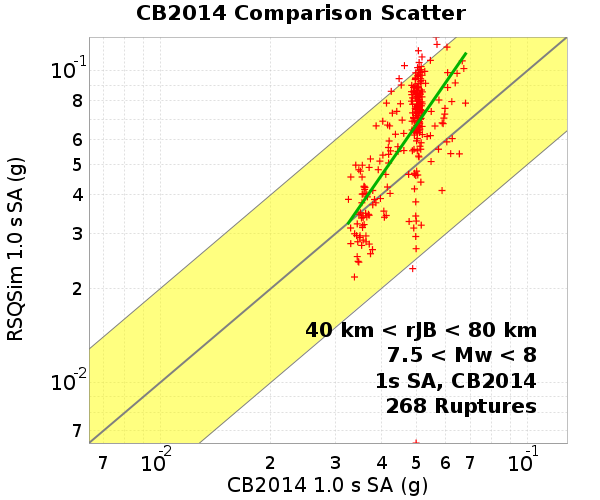 CB2014 Comparison Scatter
RSQSim 1.0 s SA (g)
10⁻¹
8
6
5
4
3
2
10⁻²
7
40 km < rJB < 80 km
7.5 < Mw < 8
1s SA, CB2014
268 Ruptures
7 10⁻² 2 3 4 5 6 7 10⁻¹
CB2014 1.0 s SA (g)